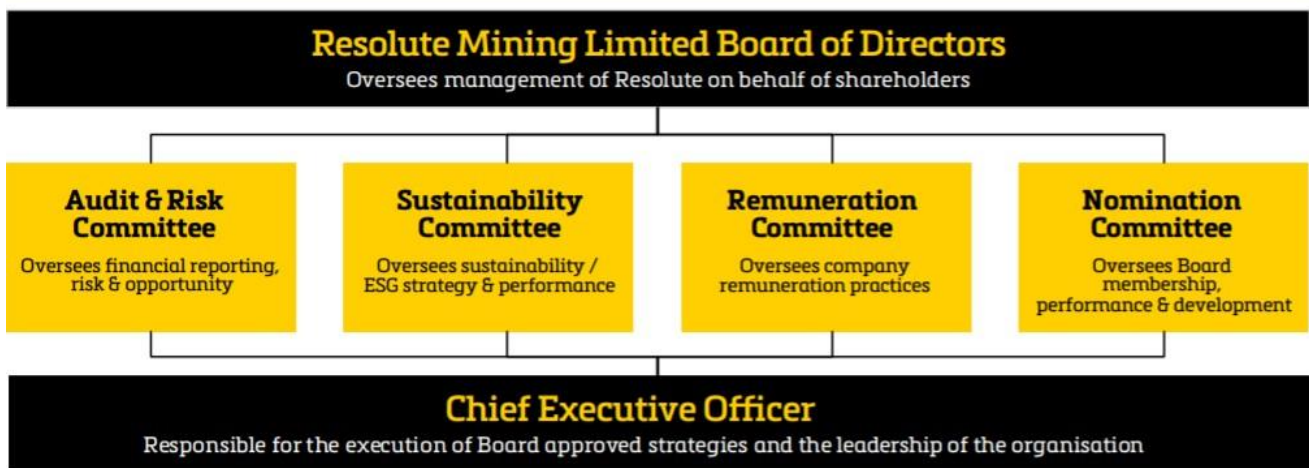 Resolute Mining Limited Board of Directors
Oversees management of Resolute on behalf of shareholders
Audit & Risk
Committee
Oversees financial reporting,
risk & opportunity
Sustainability
Committee
Oversees sustainability /
ESG strategy & performance
Remuneration
Committee
Oversees company
remuneration practices
Nomination
Committee
Oversees Board
membership,
performance & development
Chief Executive Officer
Responsible for the execution of Board approved strategies and the leadership of the organisation